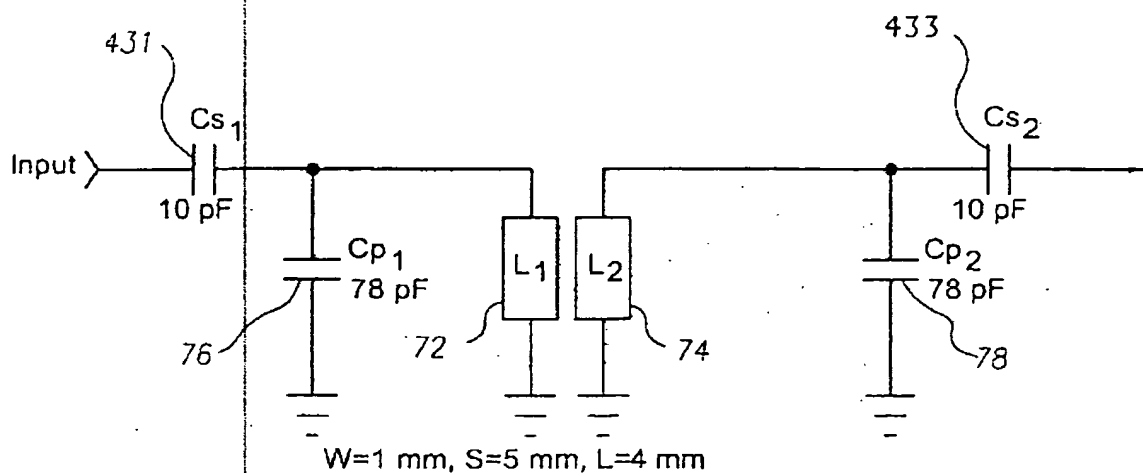 431
433
Cs1
Cs2
Input
10 pF
10 pF
Cp1
78 pF
L1
L2
Cp2
78 pF
76
72
74
78
W=1 mm, S=5 mm, L=4 mm